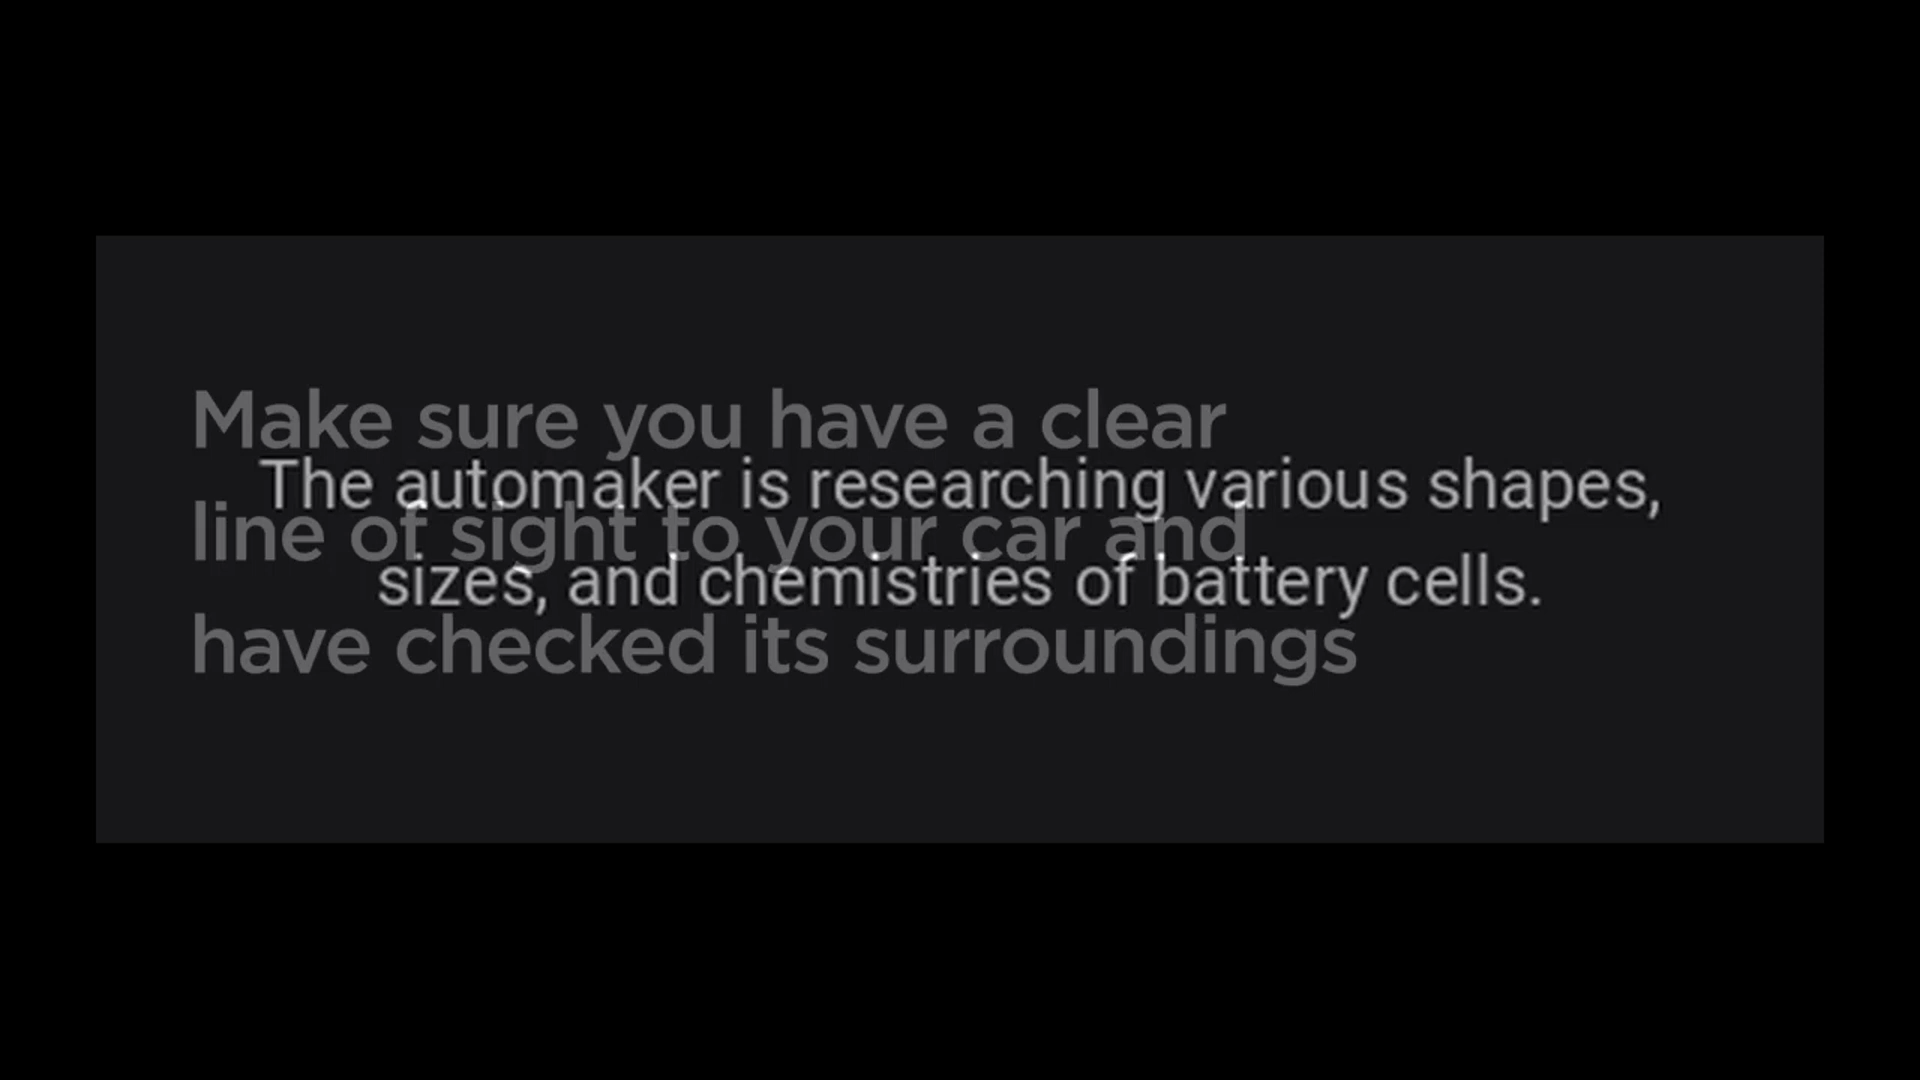 Make sure you have a clear
The automaker is researching various shapes,
line of sight to your car and
sizes, and chemistries of battery cells.
have checked its surroundings